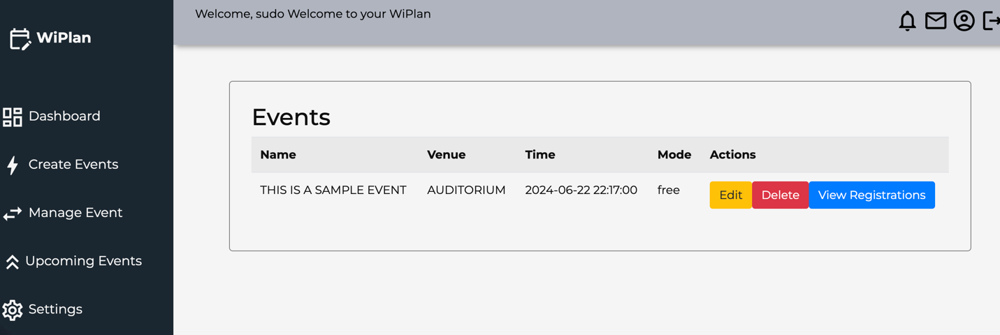 Welcome, sudo Welcome to your WiPlan
WiPlan
Dashboard
Create Events
Manage Event
Upcoming Events
Settings
Events
Name Venue Time Mode Actions
THIS IS A SAMPLE EVENT AUDITORIUM 2024-06-22 22:17:00 free Edit Delete View Registrations